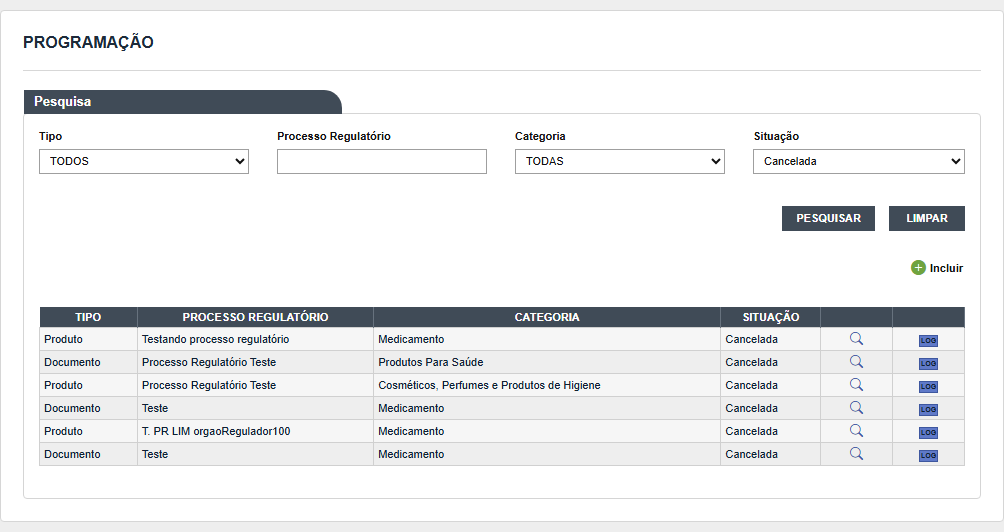 PROGRAMAÇÃO
Pesquisa
Tipo Processo Regulatório Categoria Situação
TODOS TODAS Cancelada
PESQUISAR LIMPAR
Incluir
TIPO PROCESSO REGULATÓRIO CATEGORIA SITUAÇÃO
Produto Testando processo regulatório Medicamento Cancelada LOG
Documento Processo Regulatório Teste Produtos Para Saúde Cancelada LOG
Produto Processo Regulatório Teste Cosméticos, Perfumes e Produtos de Higiene Cancelada LOG
Documento Teste Medicamento Cancelada LOG
Produto T. PR LIM orgaoRegulador100 Medicamento Cancelada LOG
Documento Teste Medicamento Cancelada LOG